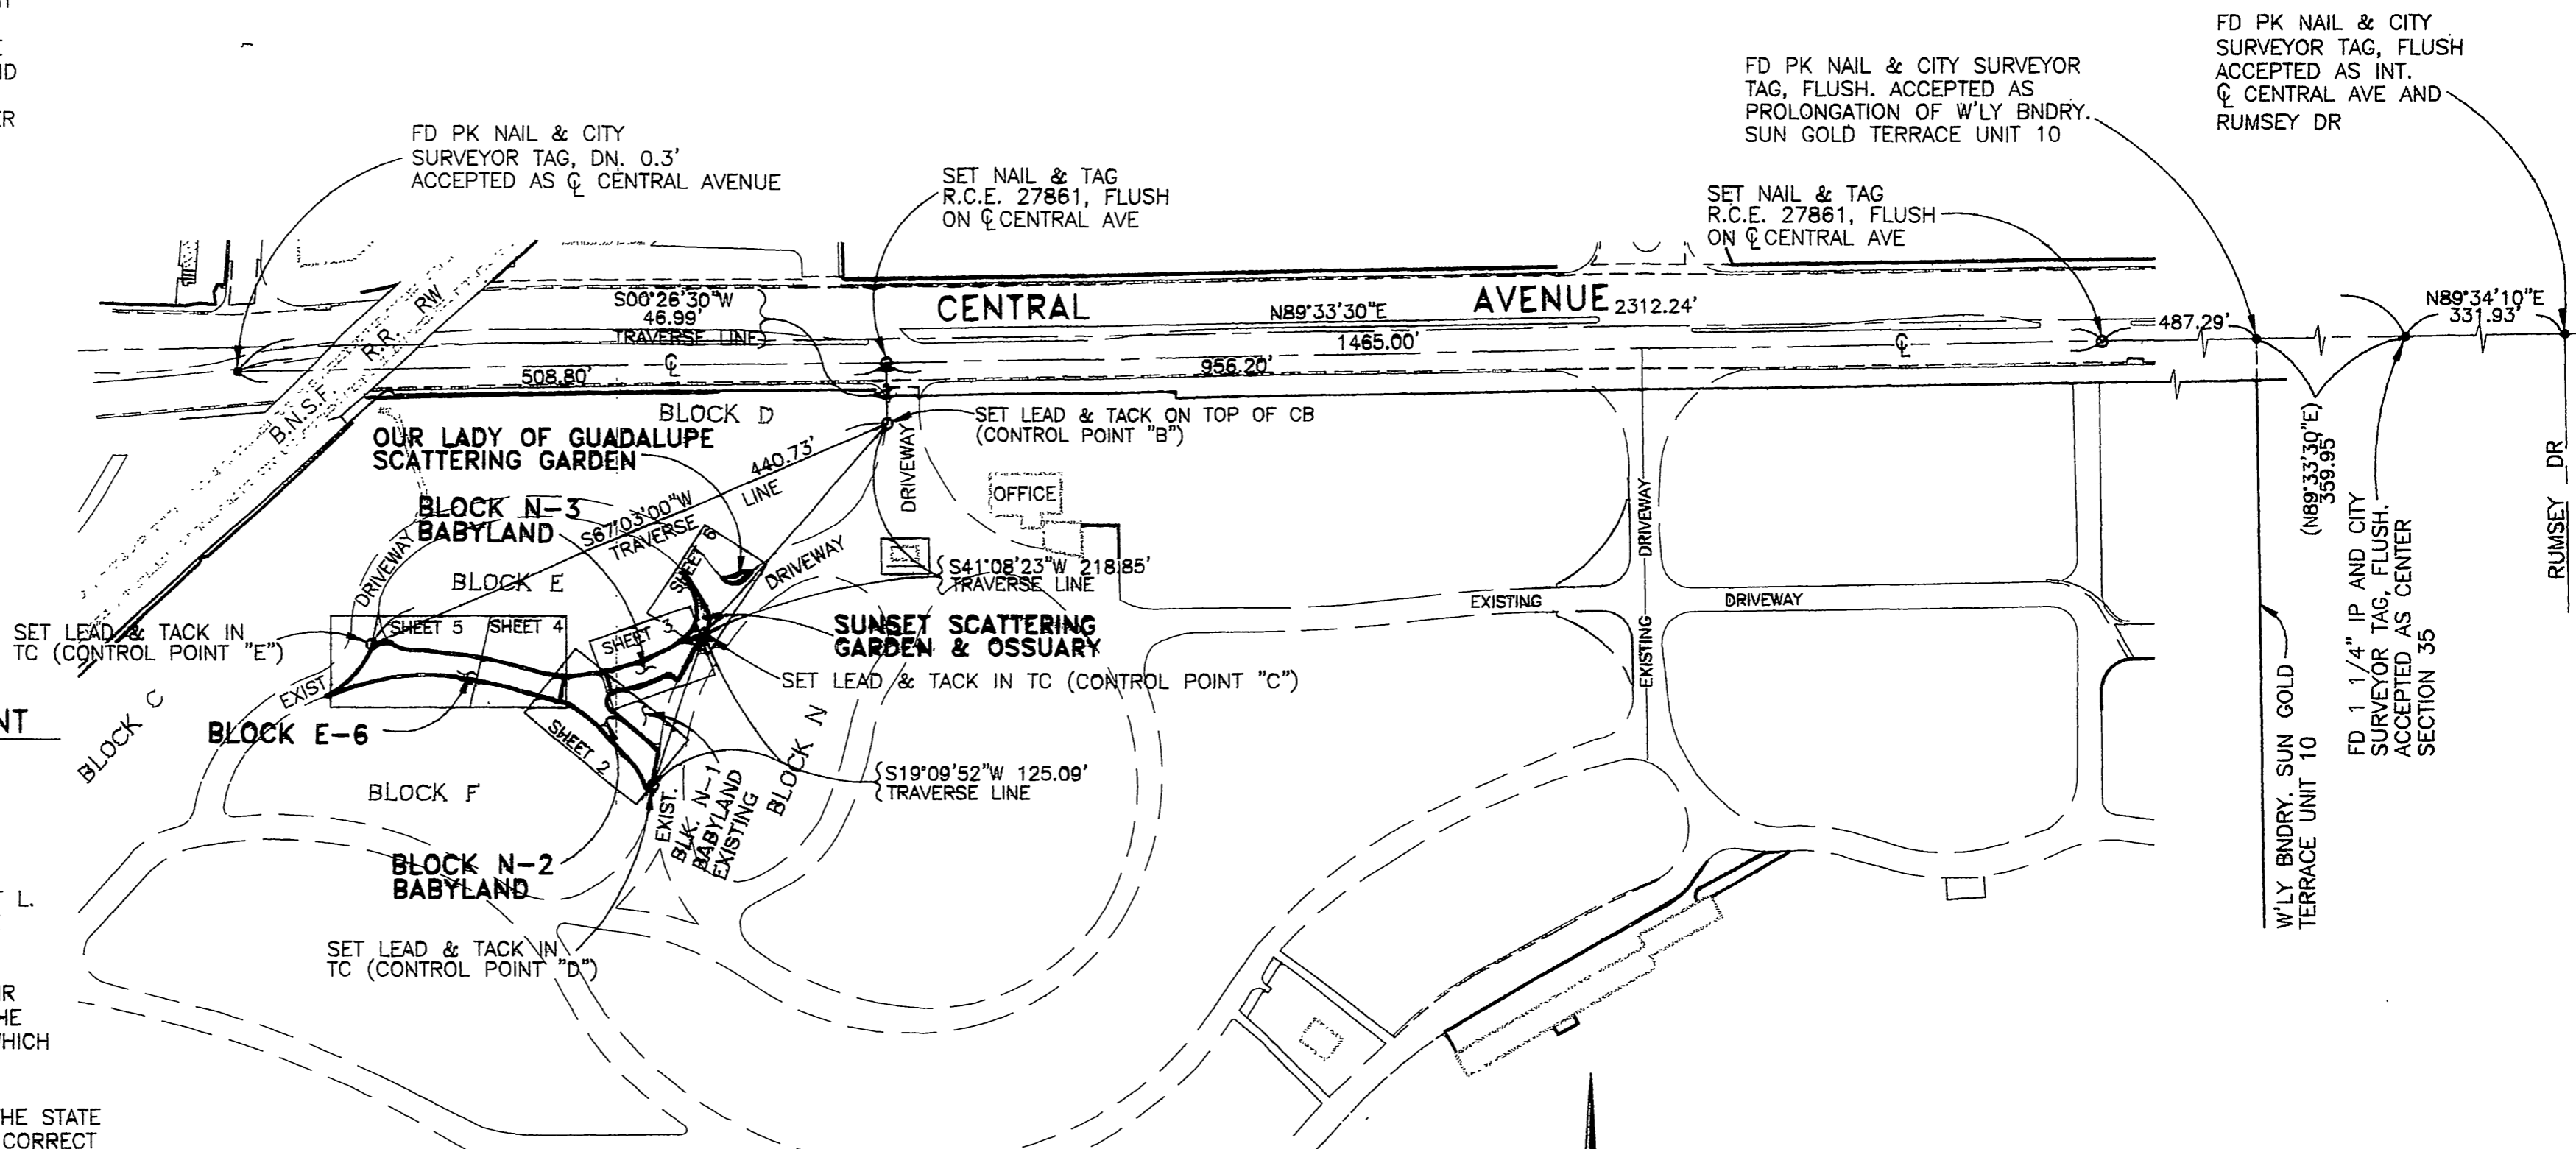 FD PK NAIL & CITY
SURVEYOR TAG, FLUSH
ACCEPTED AS INT.
℄ CENTRAL AVE AND
RUMSEY DR
FD PK NAIL & CITY SURVEYOR
TAG, FLUSH. ACCEPTED AS
PROLONGATION OF W'LY BNDRY.
SUN GOLD TERRACE UNIT 10
FD PK NAIL & CITY
SURVEYOR TAG, DN. 0.3'
ACCEPTED AS ℄ CENTRAL AVENUE
SET NAIL & TAG
R.C.E. 27861, FLUSH
ON ℄ CENTRAL AVE
SET NAIL & TAG
R.C.E. 27861, FLUSH
ON ℄ CENTRAL AVE
B.N.S.F. R.R. RW
S00°26'30"W
46.99'
TRAVERSE LINE
CENTRAL AVENUE
N89°33'30"E
2312.24'
1465.00'
℄
℄
508.80'
956.20'
487.29'
N89°34'10"E
331.93'
(N89°33'30"E)
359.95
BLOCK D
SET LEAD & TACK ON TOP OF CB
(CONTROL POINT "B")
OUR LADY OF GUADALUPE
SCATTERING GARDEN
440.73'
S67°03'00"W
TRAVERSE LINE
DRIVEWAY
OFFICE
BLOCK N-3
BABYLAND
SHEET 6
DRIVEWAY
DRIVEWAY
BLOCK E
S41°08'23"W 218.85'
TRAVERSE LINE
SUNSET SCATTERING
GARDEN & OSSUARY
EXISTING DRIVEWAY
EXISTING DRIVEWAY
SET LEAD & TACK IN
TC (CONTROL POINT "E")
SHEET 5
SHEET 4
SHEET 3
SET LEAD & TACK IN TC (CONTROL POINT "C")
EXIST.
BLOCK C
BLOCK E-6
SHEET 2
BLOCK F
BLOCK N
S19°09'52"W 125.09'
TRAVERSE LINE
EXIST.
BLK. N-1
BABYLAND
EXISTING
BLOCK N-2
BABYLAND
SET LEAD & TACK IN
TC (CONTROL POINT "D")
W'LY BNDRY. SUN GOLD
TERRACE UNIT 10
FD 1 1/4" IP AND CITY
SURVEYOR TAG, FLUSH.
ACCEPTED AS CENTER
SECTION 35
RUMSEY DR
NT
ID
ER
T L.
IR
HE
WHICH
THE STATE
CORRECT